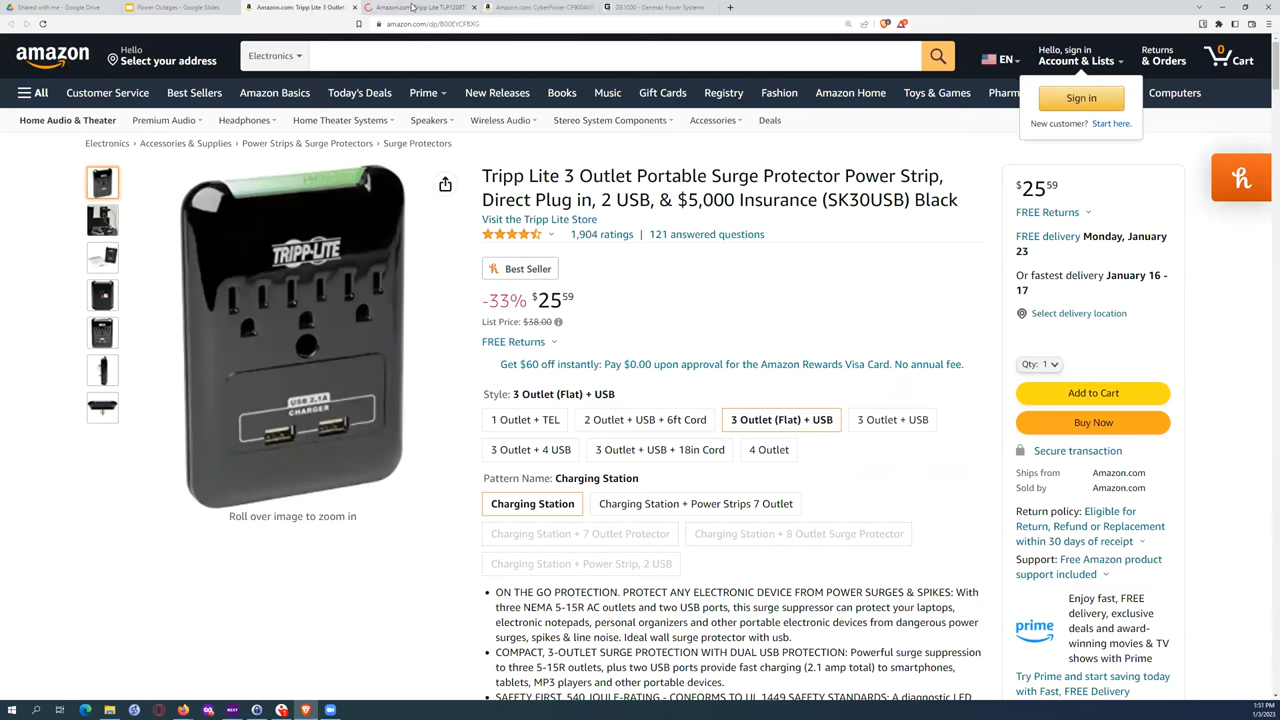 Shared with me - Google Drive
Power Outages - Google Slides
Amazon.com: Tripp Lite 3 Outlet
Amazon.com: Tripp Lite TLP1208T
Amazon.com: CyberPower CP900AVR
GB1000 - Generac Power Systems
amazon.com/dp/B00EYCFBXG
amazon
Hello
Select your address
Electronics
EN
Hello, sign in
Account & Lists
Returns
& Orders
0
Cart
All
Customer Service
Best Sellers
Amazon Basics
Today's Deals
Prime
New Releases
Books
Music
Gift Cards
Registry
Fashion
Amazon Home
Toys & Games
Pharm
Computers
Sign in
New customer? Start here.
Home Audio & Theater
Premium Audio
Headphones
Home Theater Systems
Speakers
Wireless Audio
Stereo System Components
Accessories
Deals
Electronics › Accessories & Supplies › Power Strips & Surge Protectors › Surge Protectors
TRIPP·LITE
USB 2.1A
CHARGER
Roll over image to zoom in
Tripp Lite 3 Outlet Portable Surge Protector Power Strip,
Direct Plug in, 2 USB, & $5,000 Insurance (SK30USB) Black
Visit the Tripp Lite Store
1,904 ratings | 121 answered questions
Best Seller
-33% $25 59
List Price: $38.00
FREE Returns
Get $60 off instantly: Pay $0.00 upon approval for the Amazon Rewards Visa Card. No annual fee.
Style: 3 Outlet (Flat) + USB
1 Outlet + TEL
2 Outlet + USB + 6ft Cord
3 Outlet (Flat) + USB
3 Outlet + USB
3 Outlet + 4 USB
3 Outlet + USB + 18in Cord
4 Outlet
Pattern Name: Charging Station
Charging Station
Charging Station + Power Strips 7 Outlet
Charging Station + 7 Outlet Protector
Charging Station + 8 Outlet Surge Protector
Charging Station + Power Strip, 2 USB
• ON THE GO PROTECTION. PROTECT ANY ELECTRONIC DEVICE FROM POWER SURGES & SPIKES: With
three NEMA 5-15R AC outlets and two USB ports, this surge suppressor can protect your laptops,
electronic notepads, personal organizers and other portable electronic devices from dangerous power
surges, spikes & line noise. Ideal wall surge protector with usb.
• COMPACT, 3-OUTLET SURGE PROTECTION WITH DUAL USB PROTECTION: Powerful surge suppression
to three 5-15R outlets, plus two USB ports provide fast charging (2.1 amp total) to smartphones,
tablets, MP3 players and other portable devices.
• SAFETY FIRST. 540 JOULE-RATING - CONFORMS TO UL 1449 SAFETY STANDARDS: A diagnostic LED
$25 59
FREE Returns
FREE delivery Monday, January
23
Or fastest delivery January 16 -
17
Select delivery location
Qty: 1
Add to Cart
Buy Now
Secure transaction
Ships from Amazon.com
Sold by Amazon.com
Return policy: Eligible for
Return, Refund or Replacement
within 30 days of receipt
Support: Free Amazon product
support included
prime
Enjoy fast, FREE
delivery, exclusive
deals and award-
winning movies & TV
shows with Prime
Try Prime and start saving today
with Fast, FREE Delivery
1:51 PM
1/3/2023